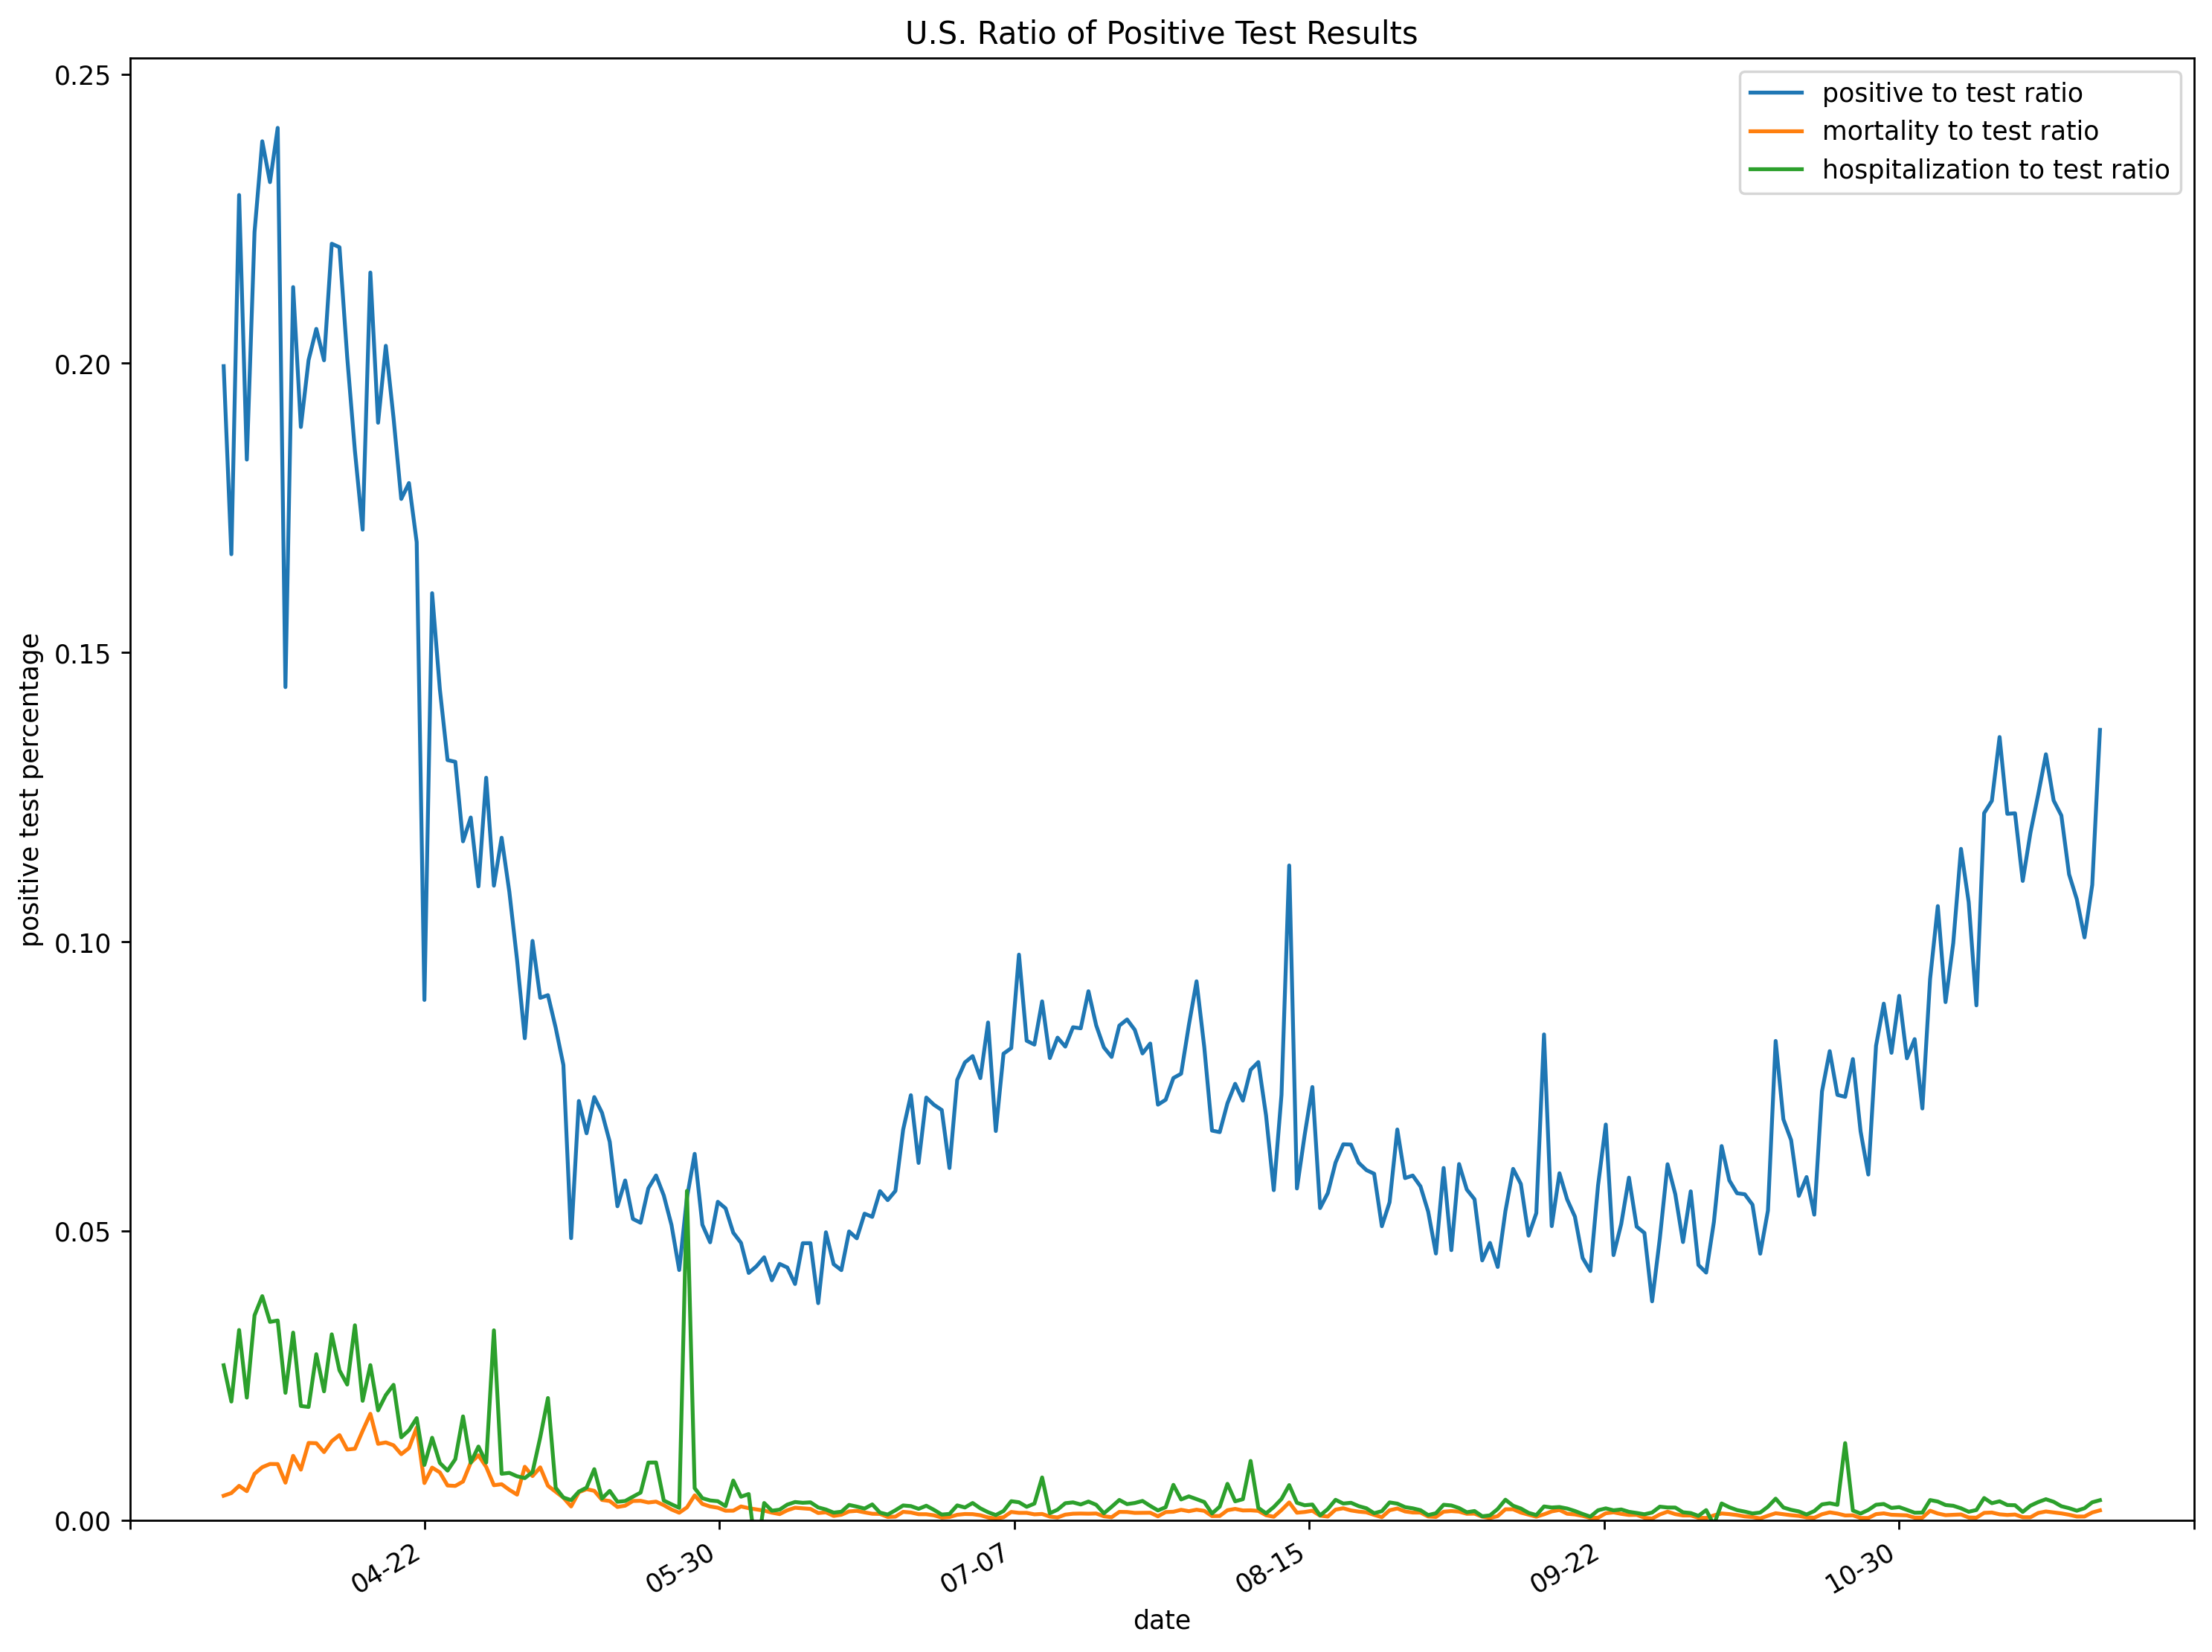 U.S. Ratio of Positive Test Results
positive to test ratio
mortality to test ratio
hospitalization to test ratio
positive test percentage
0.25
0.20
0.15
0.10
0.05
0.00
04-22
05-30
07-07
08-15
09-22
10-30
date